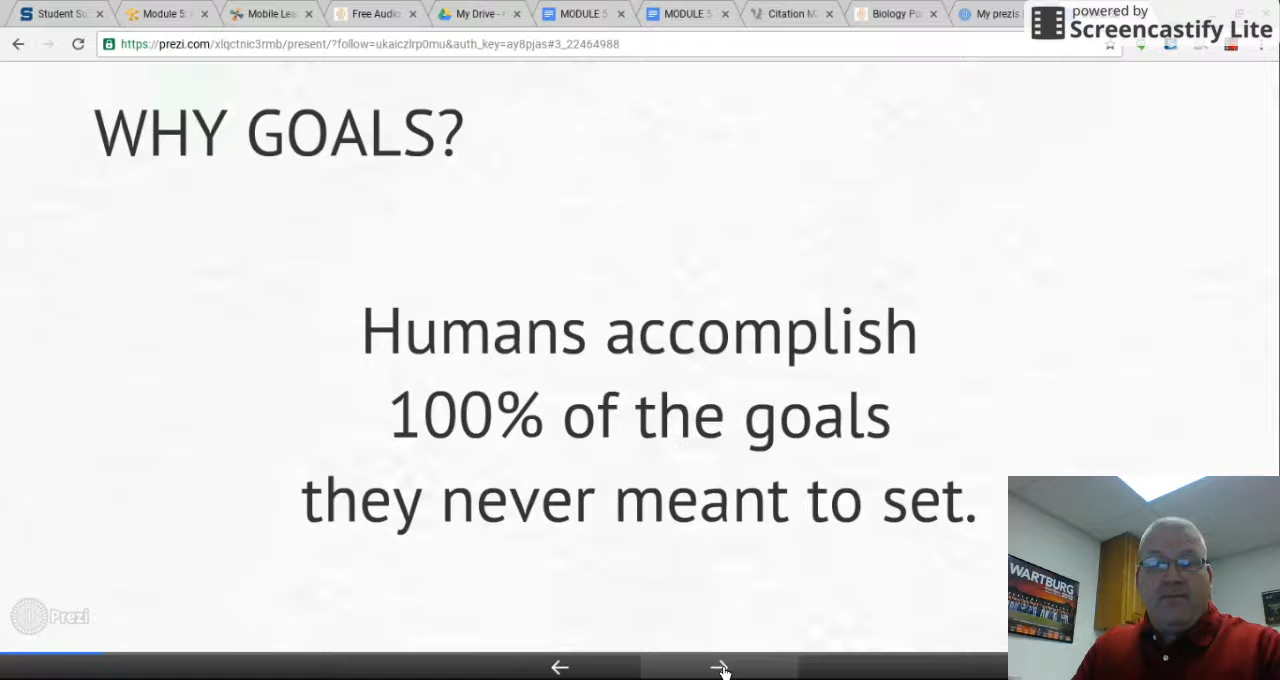 Student Su
Module 5:
Mobile Lea
Free Audio
My Drive -
MODULE 5
MODULE 5
Citation M
Biology Po
My prezis
powered by
Screencastify Lite
https://prezi.com/xlqctnic3rmb/present/?follow=ukaiczlrp0mu&auth_key=ay8pjas#3_22464988
WHY GOALS?
Humans accomplish
100% of the goals
they never meant to set.
WARTBURG
Prezi